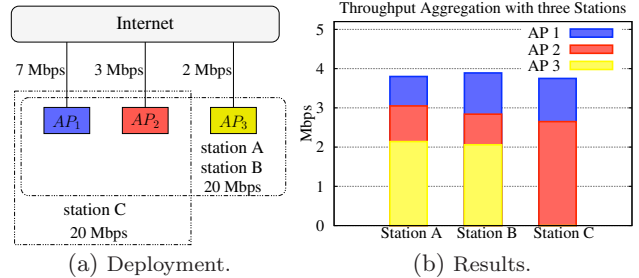 Internet
7 Mbps
3 Mbps
2 Mbps
AP1
AP2
AP3
station A
station B
20 Mbps
station C
20 Mbps
(a) Deployment.
Throughput Aggregation with three Stations
AP 1
AP 2
AP 3
5
4
3
2
1
0
Mbps
Station A
Station B
Station C
(b) Results.